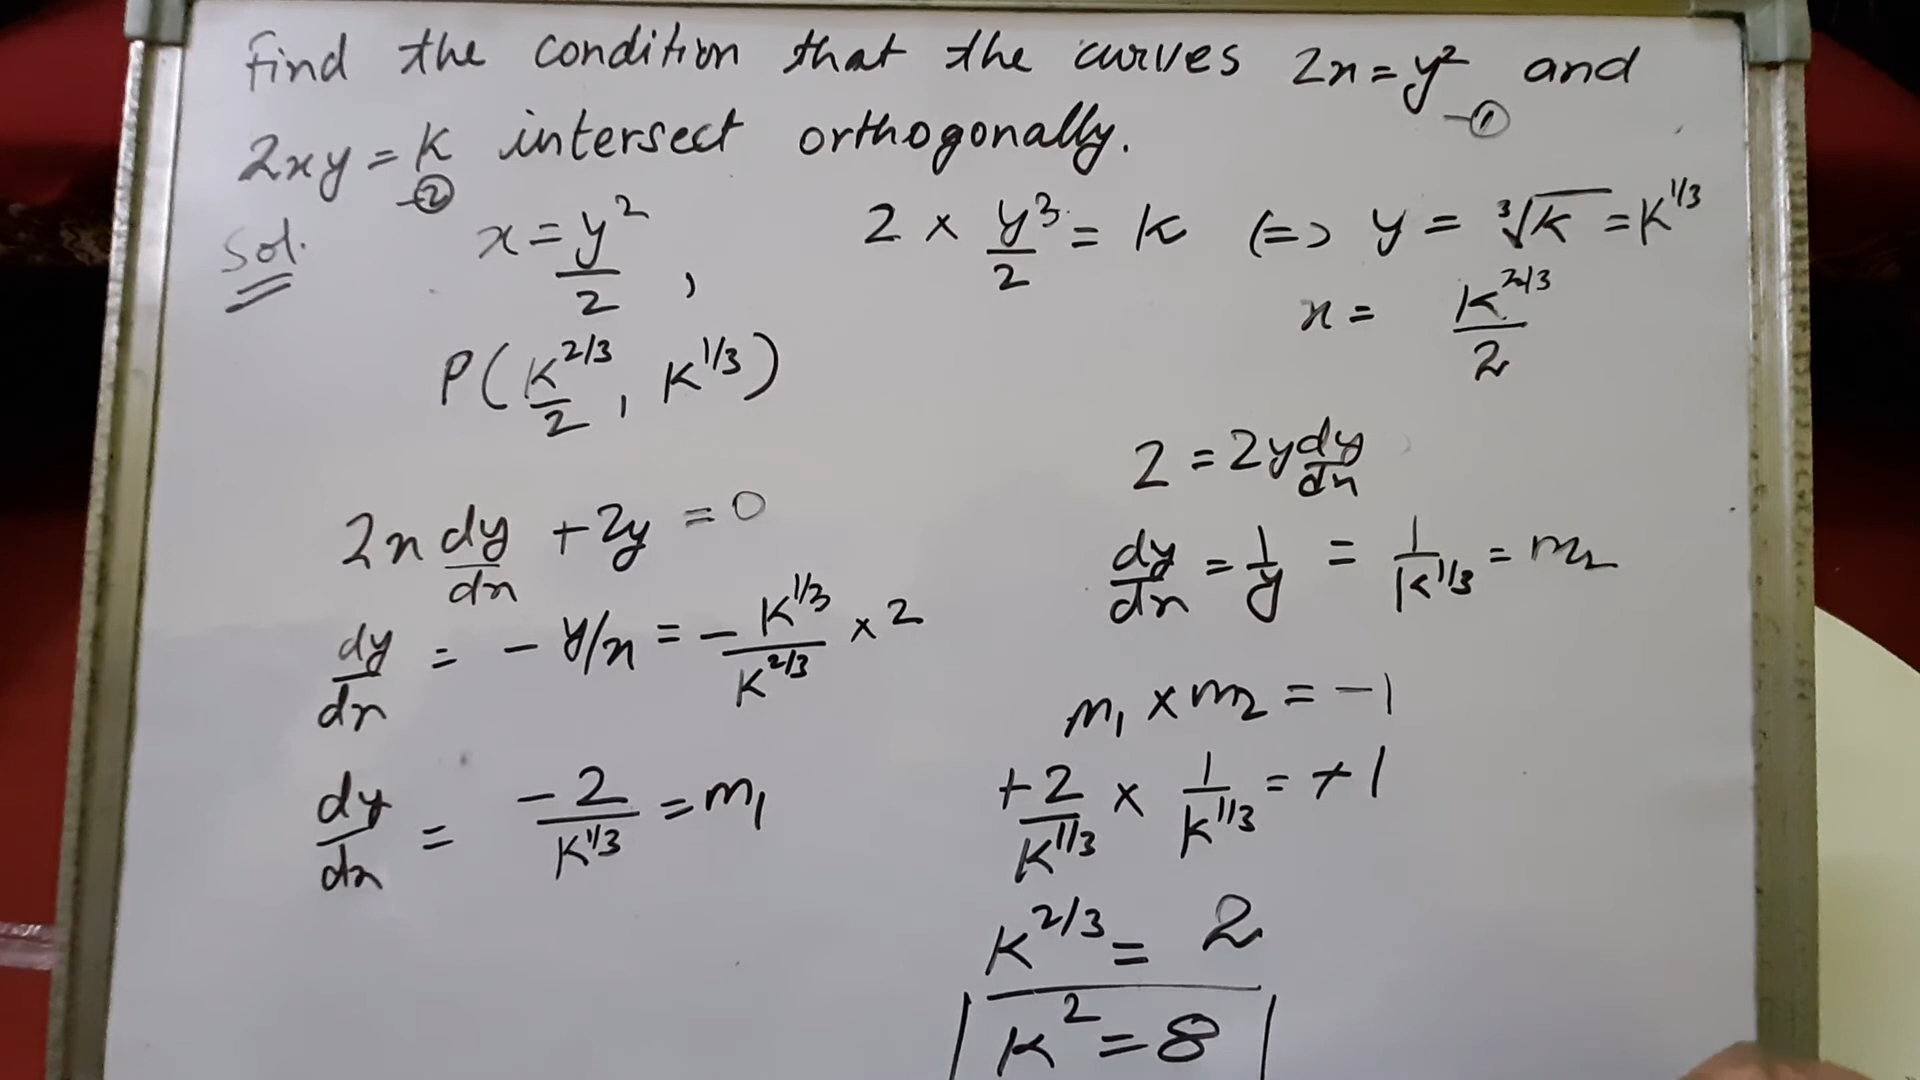 Find the condition that the curves 2x = y² —① and
2xy = k —② intersect orthogonally.
Sol.
x = y²/2 , 2 × y³/2 = k (=> y = ³√k = k^1/3
x = k^2/3 / 2
P(k^2/3 / 2 , k^1/3)
2x dy/dx + 2y = 0
dy/dx = - y/x = - k^1/3 / k^2/3 × 2
dy/dx = -2/k^1/3 = m₁
2 = 2y dy/dx
dy/dx = 1/y = 1/k^1/3 = m₂
m₁ × m₂ = -1
+2/k^1/3 × 1/k^1/3 = +1
k^2/3 = 2
k² = 8